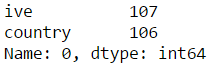 ive 107
country 106
Name: 0, dtype: int64